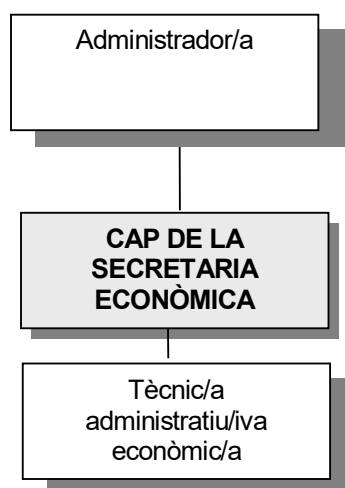 Administrador/a
CAP DE LA
SECRETARIA
ECONÒMICA
Tècnic/a
administratiu/iva
econòmic/a